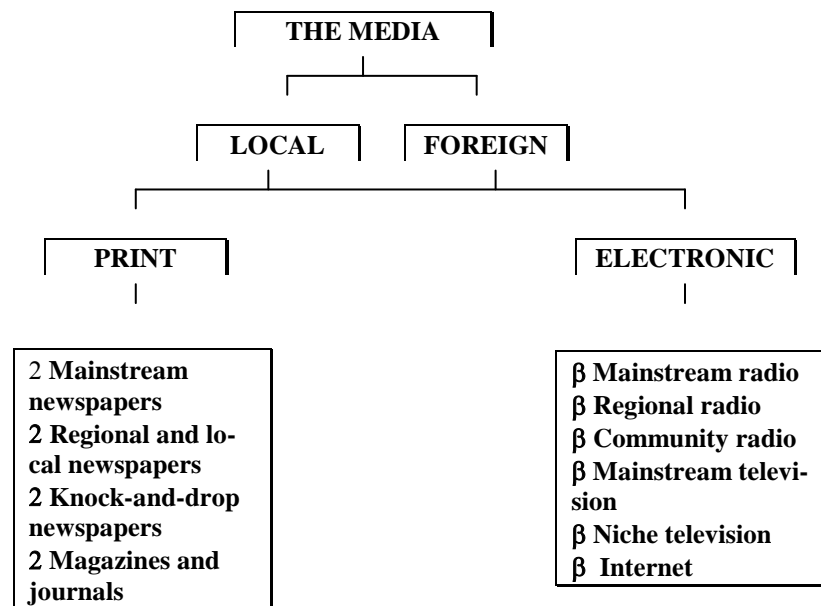 THE MEDIA
LOCAL
FOREIGN
PRINT
ELECTRONIC
2 Mainstream
newspapers
2 Regional and lo-
cal newspapers
2 Knock-and-drop
newspapers
2 Magazines and
journals
β Mainstream radio
β Regional radio
β Community radio
β Mainstream televi-
sion
β Niche television
β Internet